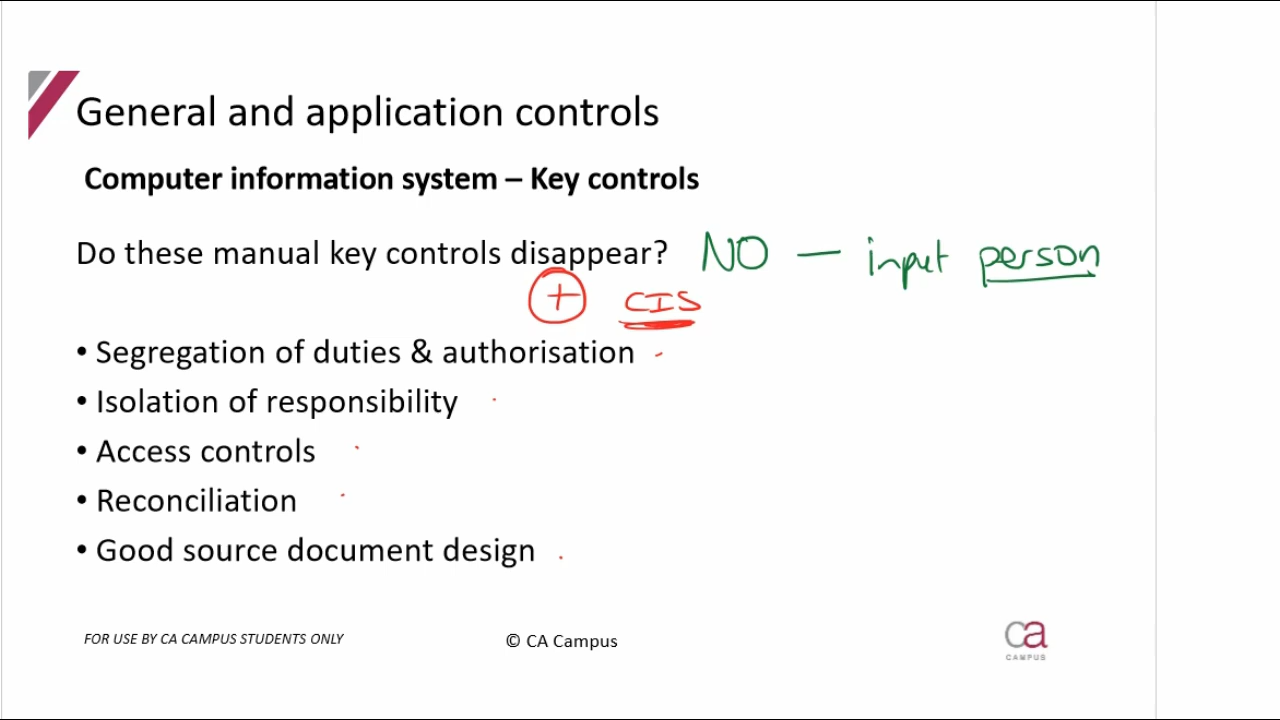 General and application controls
Computer information system – Key controls
Do these manual key controls disappear? NO — input person
+ CIS
• Segregation of duties & authorisation
• Isolation of responsibility
• Access controls
• Reconciliation
• Good source document design
FOR USE BY CA CAMPUS STUDENTS ONLY
© CA Campus
ca
CAMPUS